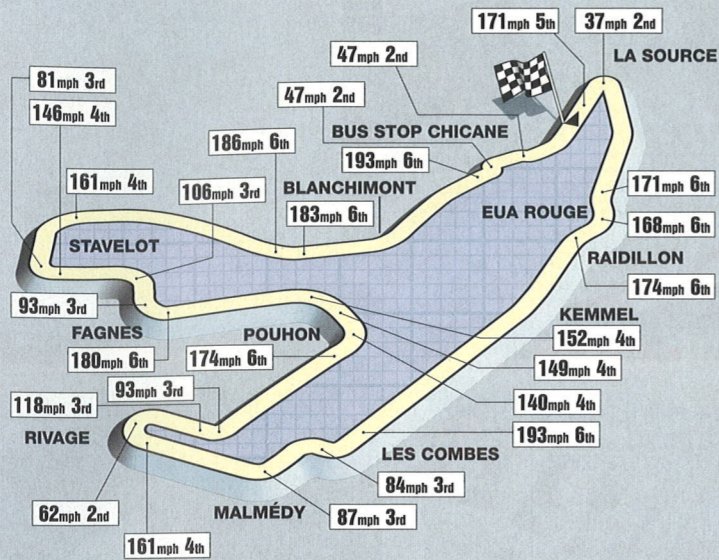 171mph 5th
37mph 2nd
LA SOURCE
47mph 2nd
81mph 3rd
47mph 2nd
146mph 4th
BUS STOP CHICANE
186mph 6th
193mph 6th
161mph 4th
106mph 3rd
BLANCHIMONT
171mph 6th
183mph 6th
EUA ROUGE
168mph 6th
STAVELOT
RAIDILLON
174mph 6th
93mph 3rd
KEMMEL
FAGNES
POUHON
152mph 4th
180mph 6th
174mph 6th
149mph 4th
93mph 3rd
118mph 3rd
140mph 4th
RIVAGE
193mph 6th
LES COMBES
84mph 3rd
62mph 2nd
MALMÉDY
87mph 3rd
161mph 4th